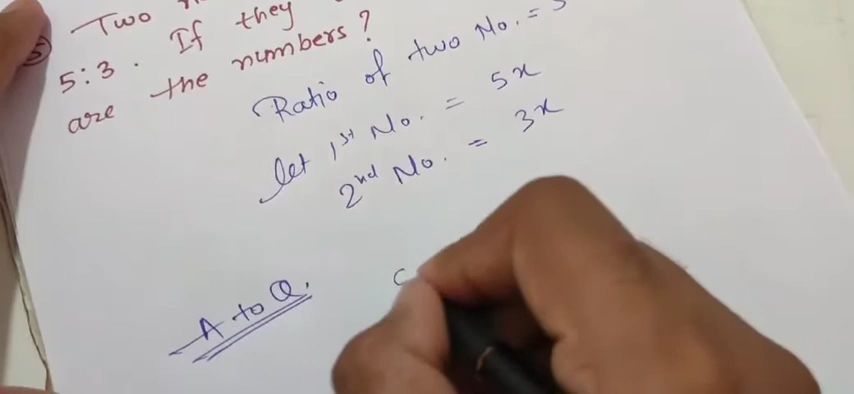 5 Two
5:3. If they
are the numbers?
Ratio of two No. =
let 1st No. = 5x
2nd No. = 3x
A to Q.